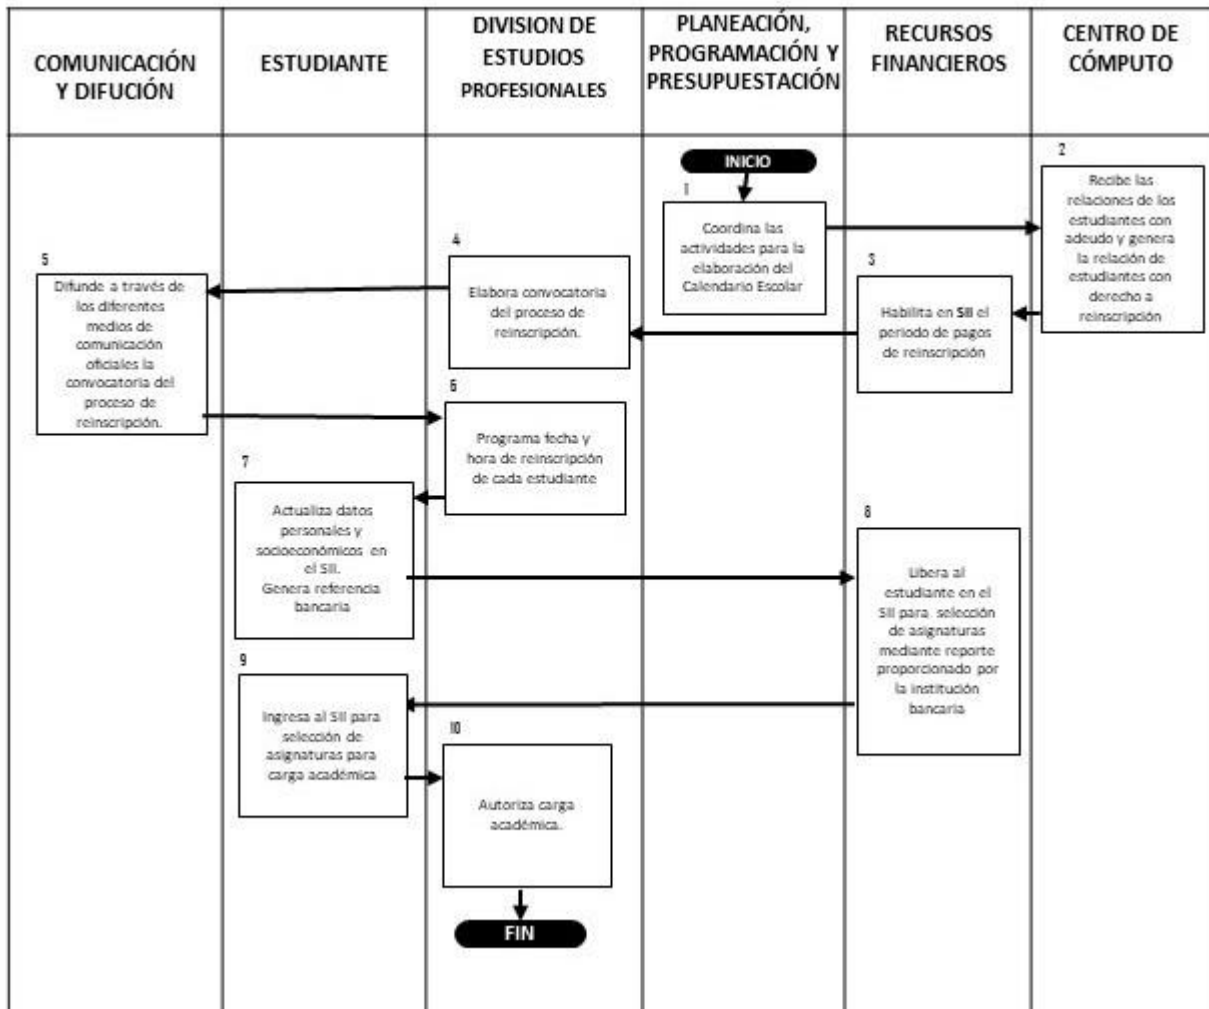 COMUNICACIÓN
Y DIFUCIÓN
ESTUDIANTE
DIVISION DE
ESTUDIOS
PROFESIONALES
PLANEACIÓN,
PROGRAMACIÓN Y
PRESUPUESTACIÓN
RECURSOS
FINANCIEROS
CENTRO DE
CÓMPUTO
INICIO
1
Coordina las
actividades para la
elaboración del
Calendario Escolar
2
Recibe las
relaciones de los
estudiantes con
adeudo y genera
la relación de
estudiantes con
derecho a
reinscripción
3
Habilita en SII el
periodo de pagos
de reinscripción
4
Elabora convocatoria
del proceso de
reinscripción.
5
Difunde a través de
los diferentes
medios de
comunicación
oficiales la
convocatoria del
proceso de
reinscripción.
6
Programa fecha y
hora de reinscripción
de cada estudiante
7
Actualiza datos
personales y
socioeconómicos en
el SII.
Genera referencia
bancaria
8
Libera al
estudiante en el
SII para selección
de asignaturas
mediante reporte
proporcionado por
la institución
bancaria
9
Ingresa al SII para
selección de
asignaturas para
carga académica
10
Autoriza carga
académica.
FIN